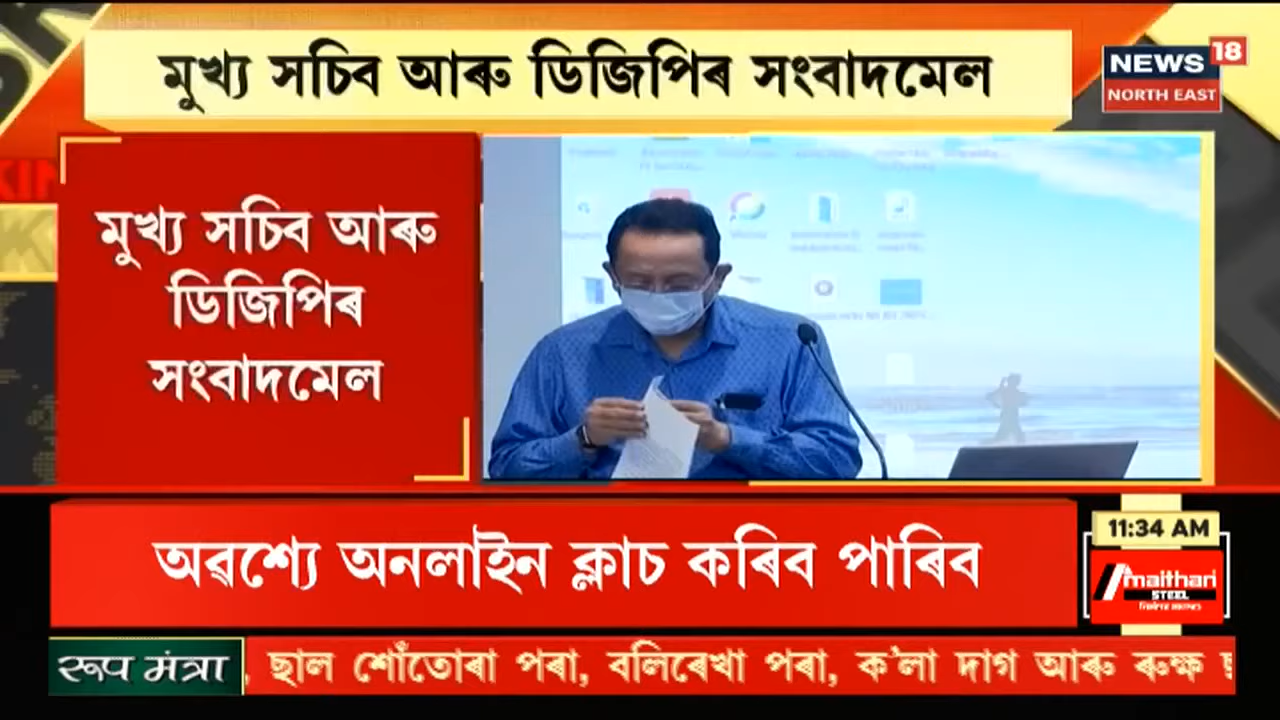 মুখ্য সচিব আৰু ডিজিপিৰ সংবাদমেল
NEWS 18
NORTH EAST
মুখ্য সচিব আৰু
ডিজিপিৰ
সংবাদমেল
অৱশ্যে অনলাইন ক্লাচ কৰিব পাৰিব
11:34 AM
maithan
STEEL
ৰূপ মন্ত্ৰা
, ছাল শোঁতোৰা পৰা, বলিৰেখা পৰা, ক'লা দাগ আৰু ৰুক্ষ